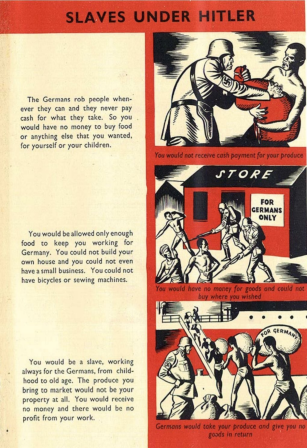 SLAVES UNDER HITLER
The Germans rob people when-
ever they can and they never pay
cash for what they take. So you
would have no money to buy food
or anything else that you wanted,
for yourself or your children.
You would not receive cash payment for your produce
STORE
FOR
GERMANS
ONLY
You would be allowed only enough
food to keep you working for
Germany. You could not build your
own house and you could not even
have a small business. You could not
have bicycles or sewing machines.
You would have no money for goods and could not
buy where you wished
FOR GERMANY
You would be a slave, working
always for the Germans, from child-
hood to old age. The produce you
bring to market would not be your
property at all. You would receive
no money and there would be no
profit from your work.
Germans would take your produce and give you no
goods in return